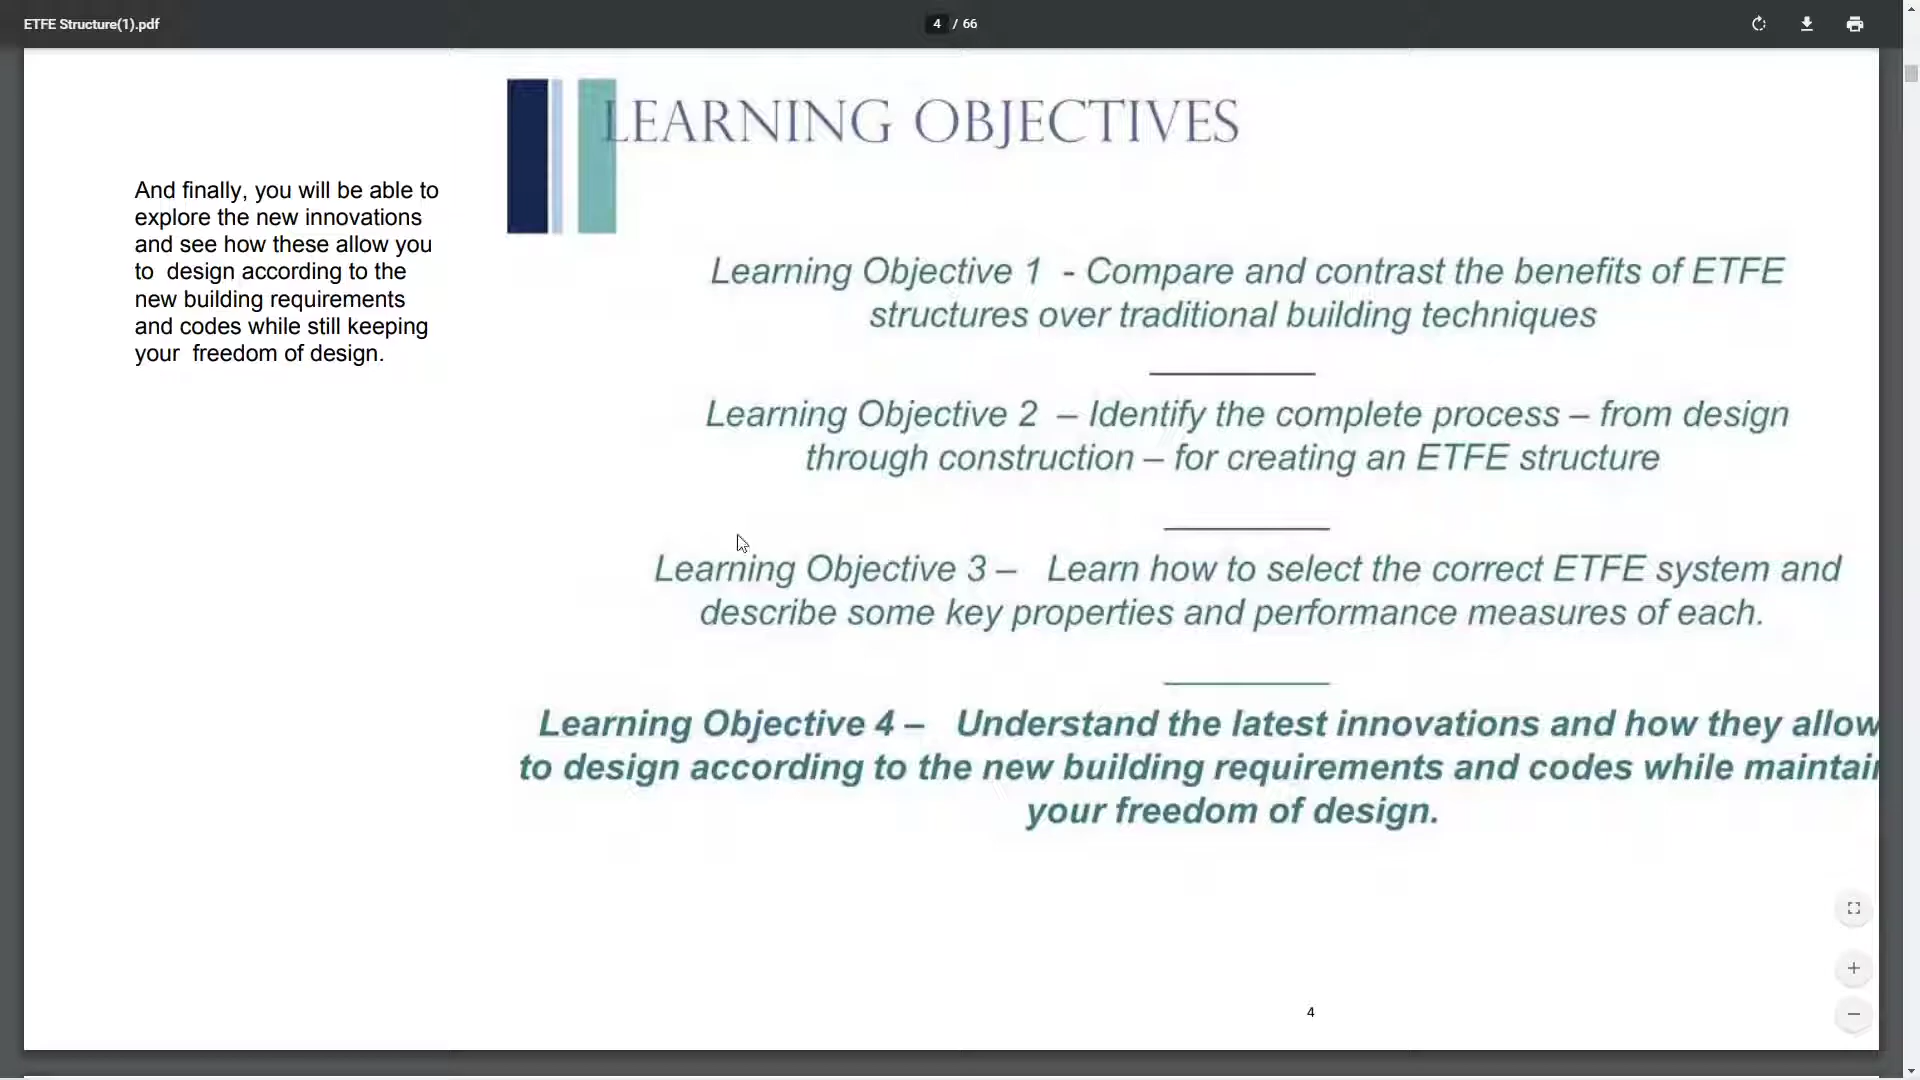 ETFE Structure(1).pdf
4 / 66
LEARNING OBJECTIVES
And finally, you will be able to
explore the new innovations
and see how these allow you
to design according to the
new building requirements
and codes while still keeping
your freedom of design.
Learning Objective 1 - Compare and contrast the benefits of ETFE
structures over traditional building techniques
Learning Objective 2 – Identify the complete process – from design
through construction – for creating an ETFE structure
Learning Objective 3 – Learn how to select the correct ETFE system and
describe some key properties and performance measures of each.
Learning Objective 4 – Understand the latest innovations and how they allow
to design according to the new building requirements and codes while maintain
your freedom of design.
4